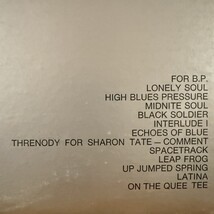 FOR B.P.
LONELY SOUL
HIGH BLUES PRESSURE
MIDNITE SOUL
BLACK SOLDIER
INTERLUDE I
ECHOES OF BLUE
THRENODY FOR SHARON TATE — COMMENT
SPACETRACK
LEAP FROG
UP JUMPED SPRING
LATINA
ON THE QUEE TEE